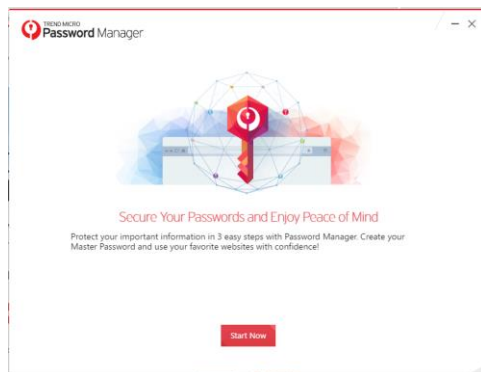 TREND MICRO
Password Manager
Secure Your Passwords and Enjoy Peace of Mind
Protect your important information in 3 easy steps with Password Manager. Create your
Master Password and use your favorite websites with confidence!
Start Now